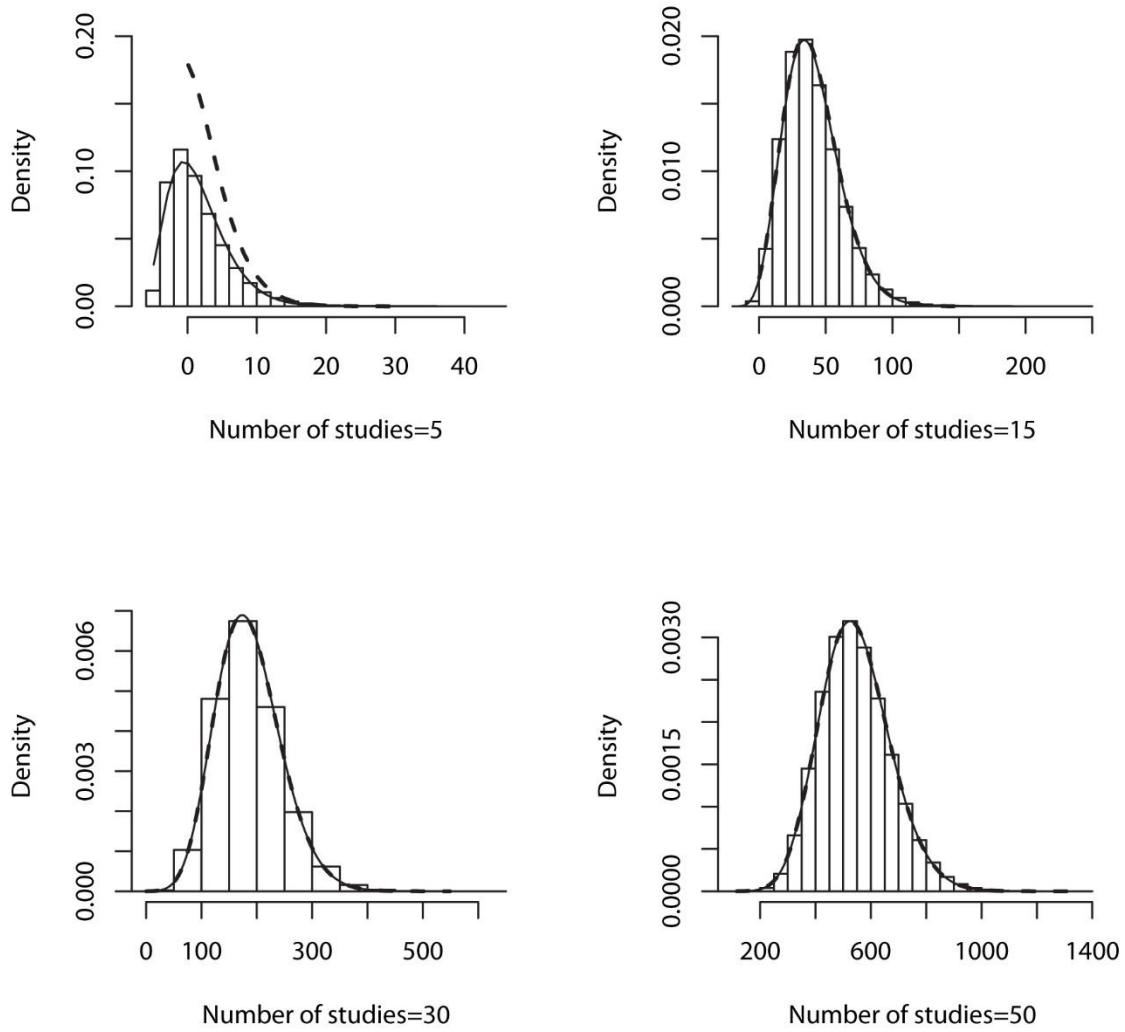 Density
0.20
0.10
0.00
0 10 20 30 40
Number of studies=5
Density
0.020
0.010
0.000
0 50 100 200
Number of studies=15
Density
0.006
0.003
0.000
0 100 300 500
Number of studies=30
Density
0.0030
0.0015
0.0000
200 600 1000 1400
Number of studies=50